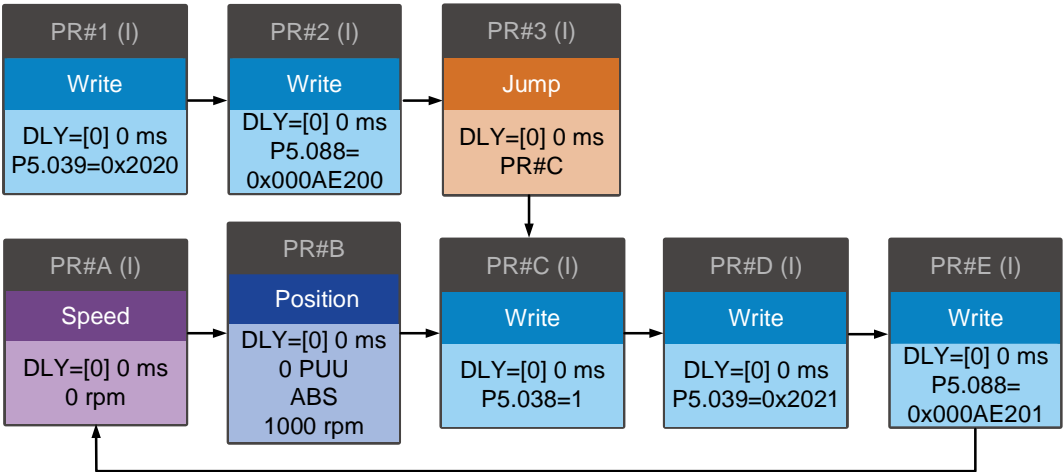 PR#1 (I)
Write
DLY=[0] 0 ms
P5.039=0x2020
PR#2 (I)
Write
DLY=[0] 0 ms
P5.088=
0x000AE200
PR#3 (I)
Jump
DLY=[0] 0 ms
PR#C
PR#A (I)
Speed
DLY=[0] 0 ms
0 rpm
PR#B
Position
DLY=[0] 0 ms
0 PUU
ABS
1000 rpm
PR#C (I)
Write
DLY=[0] 0 ms
P5.038=1
PR#D (I)
Write
DLY=[0] 0 ms
P5.039=0x2021
PR#E (I)
Write
DLY=[0] 0 ms
P5.088=
0x000AE201